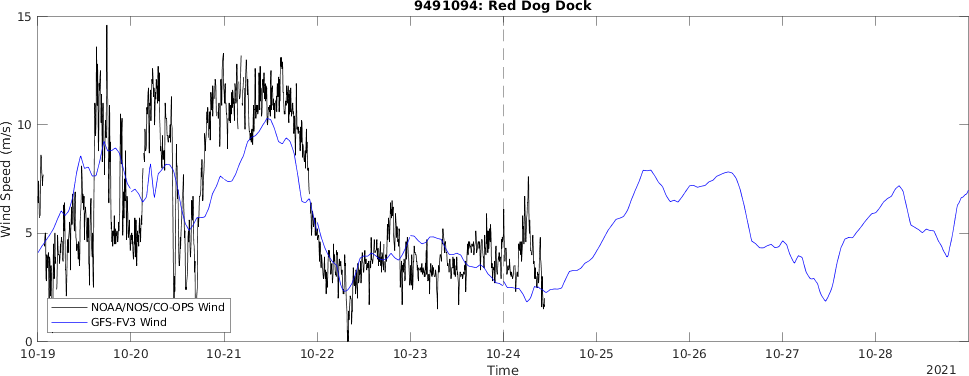 9491094: Red Dog Dock
Wind Speed (m/s)
15
10
5
0
NOAA/NOS/CO-OPS Wind
GFS-FV3 Wind
10-19 10-20 10-21 10-22 10-23 10-24 10-25 10-26 10-27 10-28
Time
2021